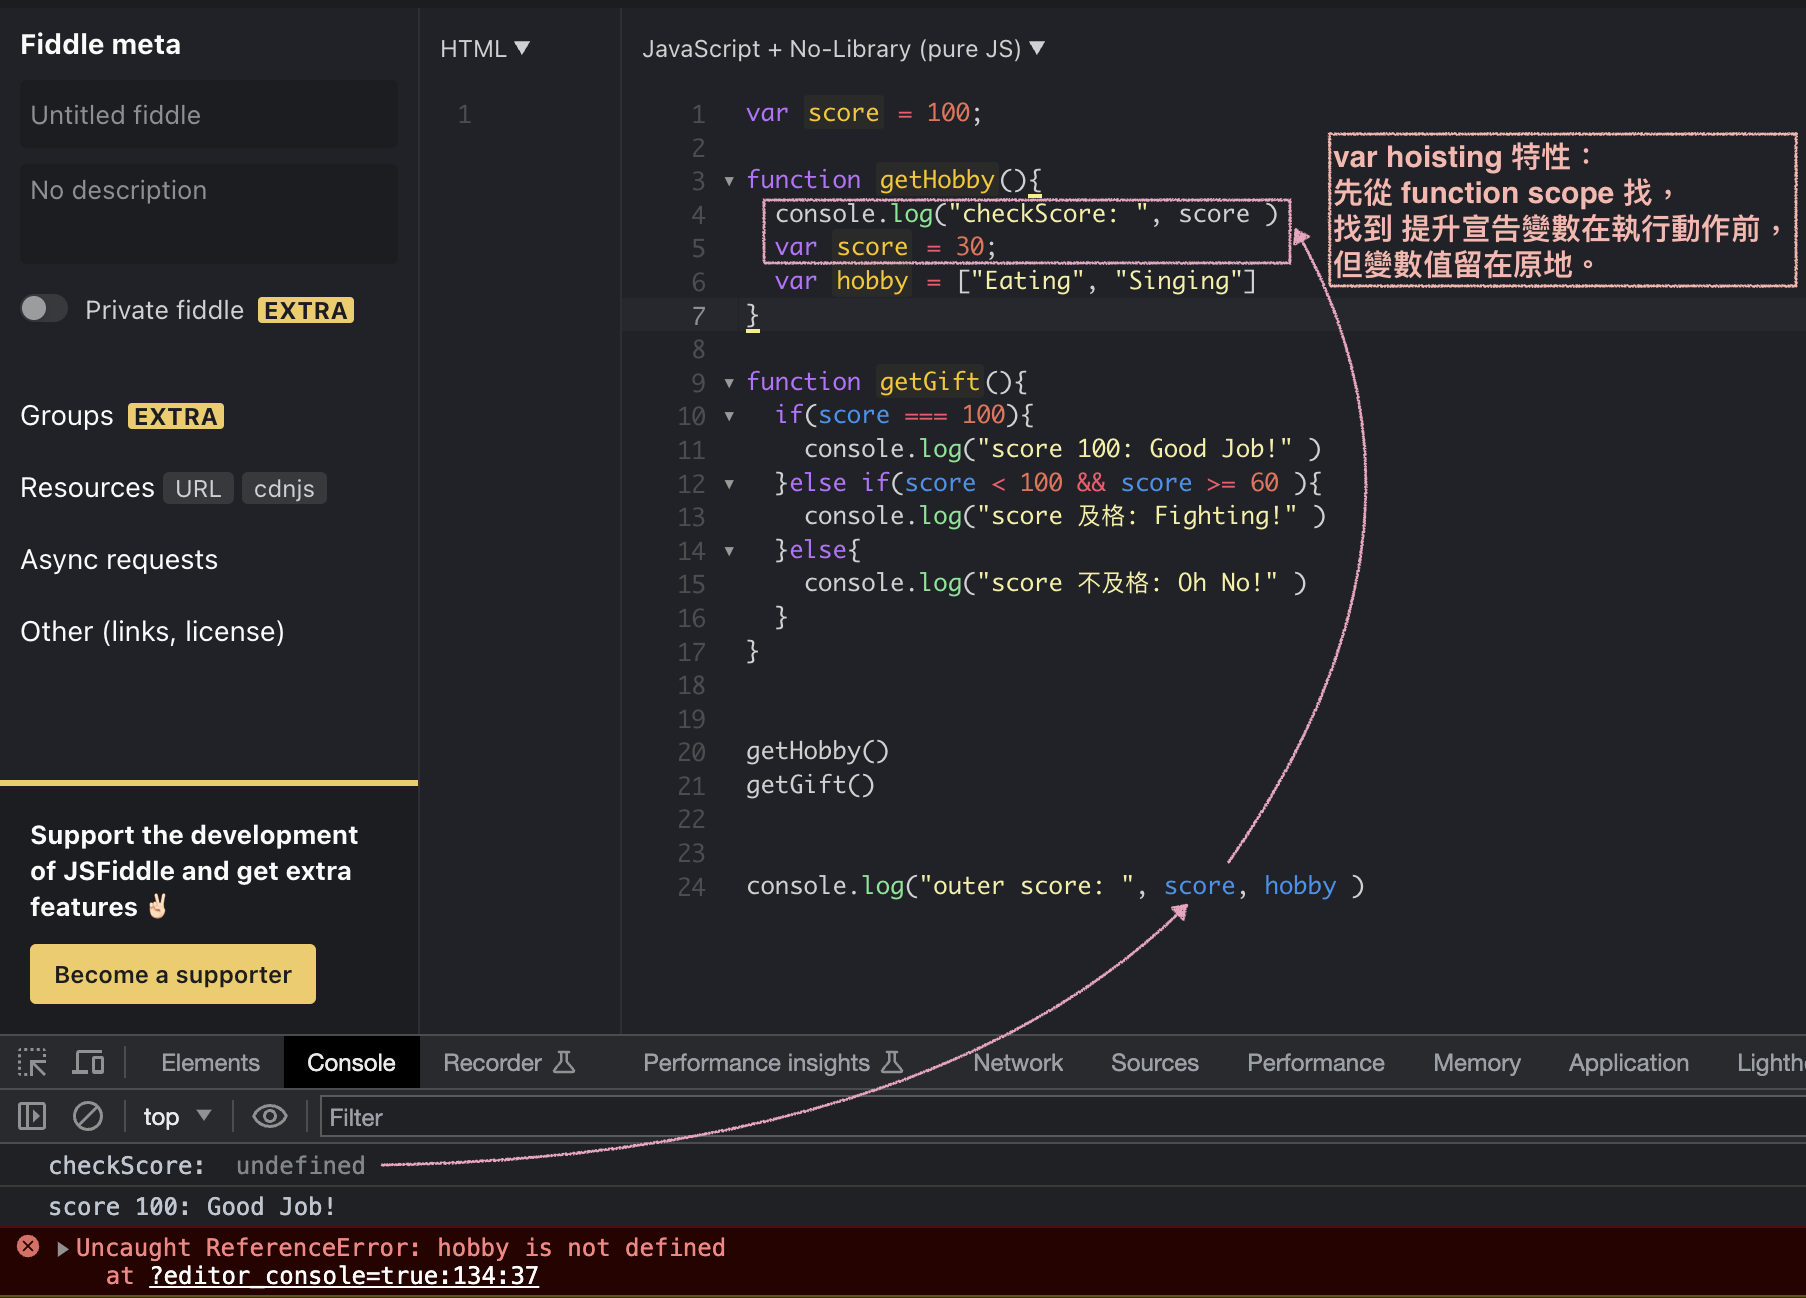 Fiddle meta
Untitled fiddle
No description
Private fiddle EXTRA
Groups EXTRA
Resources URL cdnjs
Async requests
Other (links, license)
Support the development
of JSFiddle and get extra
features ✌🏻
Become a supporter
HTML ▼
1
JavaScript + No-Library (pure JS) ▼
1 var score = 100;
2
3 ▼ function getHobby(){
4 console.log("checkScore: ", score )
5 var score = 30;
6 var hobby = ["Eating", "Singing"]
7 }
8
9 ▼ function getGift(){
10 ▼ if(score === 100){
11 console.log("score 100: Good Job!" )
12 ▼ }else if(score < 100 && score >= 60 ){
13 console.log("score 及格: Fighting!" )
14 ▼ }else{
15 console.log("score 不及格: Oh No!" )
16 }
17 }
18
19
20 getHobby()
21 getGift()
22
23
24 console.log("outer score: ", score, hobby )
var hoisting 特性：
先從 function scope 找，
找到 提升宣告變數在執行動作前，
但變數值留在原地。
Elements Console Recorder Performance insights Network Sources Performance Memory Application Lighth
top ▼ Filter
checkScore: undefined
score 100: Good Job!
▶Uncaught ReferenceError: hobby is not defined
at ?editor_console=true:134:37